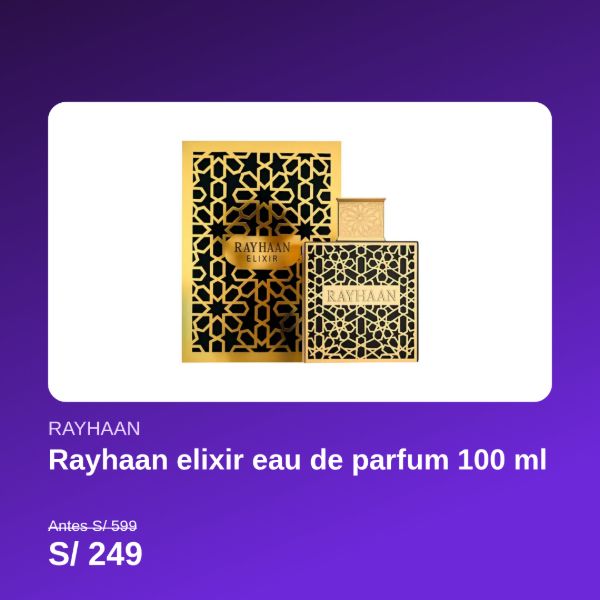 RAYHAAN
ELIXIR
RAYHAAN
RAYHAAN
Rayhaan elixir eau de parfum 100 ml
Antes S/ 599
S/ 249